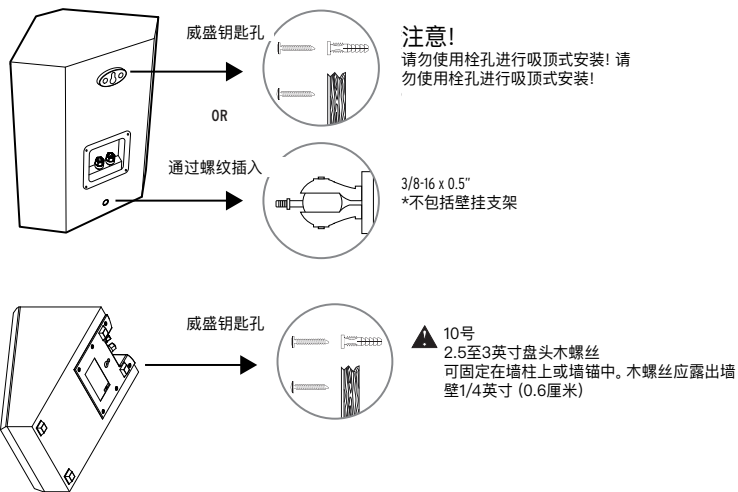 威盛钥匙孔
注意!
请勿使用栓孔进行吸顶式安装! 请
勿使用栓孔进行吸顶式安装!
OR
通过螺纹插入
3/8-16 x 0.5"
*不包括壁挂支架
威盛钥匙孔
10号
2.5至3英寸盘头木螺丝
可固定在墙柱上或墙锚中。木螺丝应露出墙
壁1/4英寸 (0.6厘米)